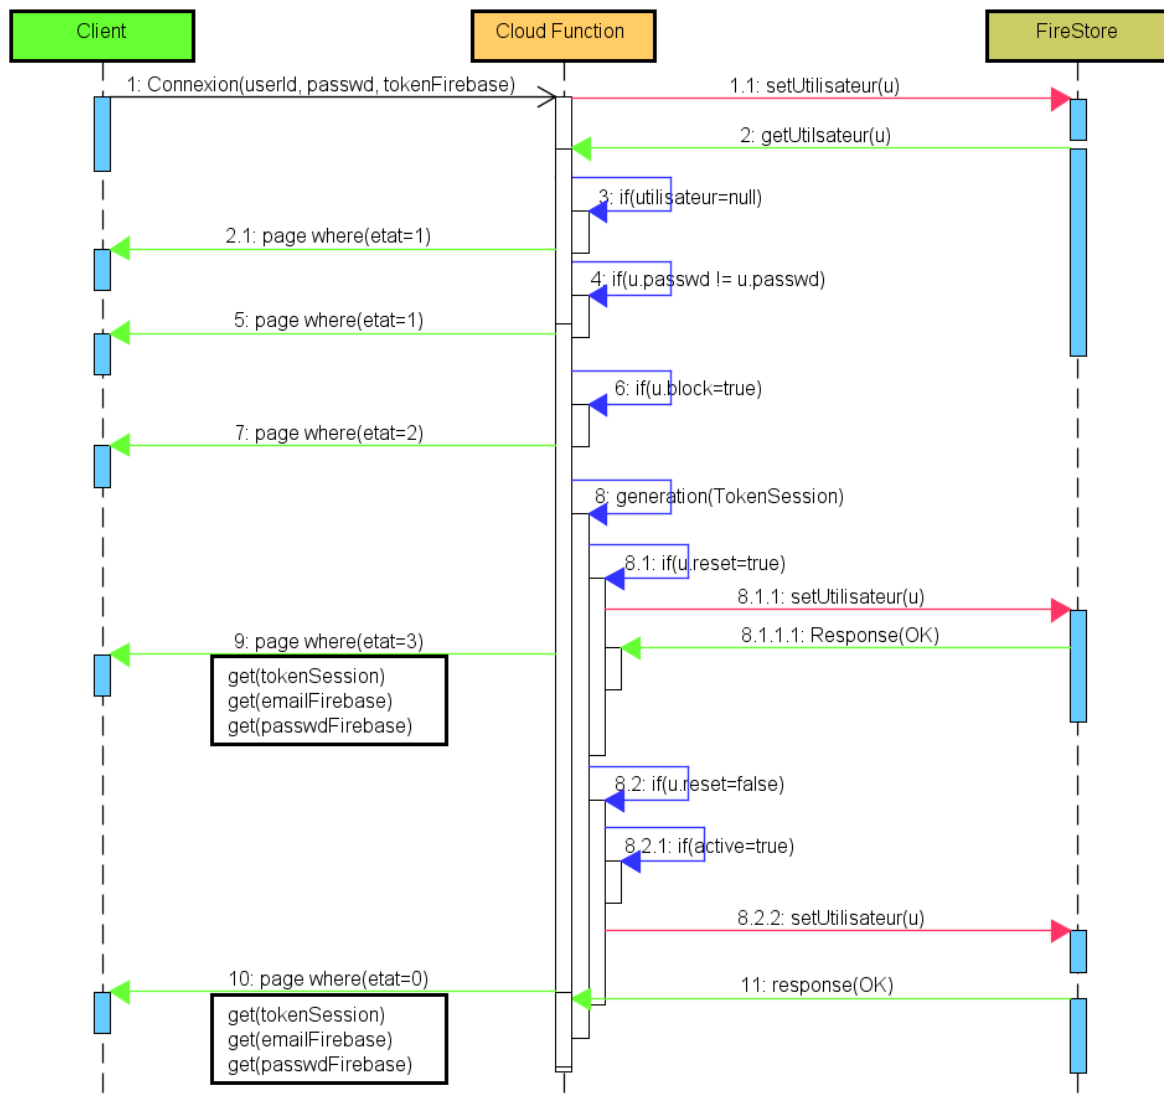 Client
Cloud Function
FireStore
1: Connexion(userId, passwd, tokenFirebase)
1.1: setUtilisateur(u)
2: getUtilsateur(u)
3: if(utilisateur=null)
2.1: page where(etat=1)
4: if(u.passwd != u.passwd)
5: page where(etat=1)
6: if(u.block=true)
7: page where(etat=2)
8: generation(TokenSession)
8.1: if(u.reset=true)
8.1.1: setUtilisateur(u)
8.1.1.1: Response(OK)
9: page where(etat=3)
get(tokenSession)
get(emailFirebase)
get(passwdFirebase)
8.2: if(u.reset=false)
8.2.1: if(active=true)
8.2.2: setUtilisateur(u)
10: page where(etat=0)
11: response(OK)
get(tokenSession)
get(emailFirebase)
get(passwdFirebase)